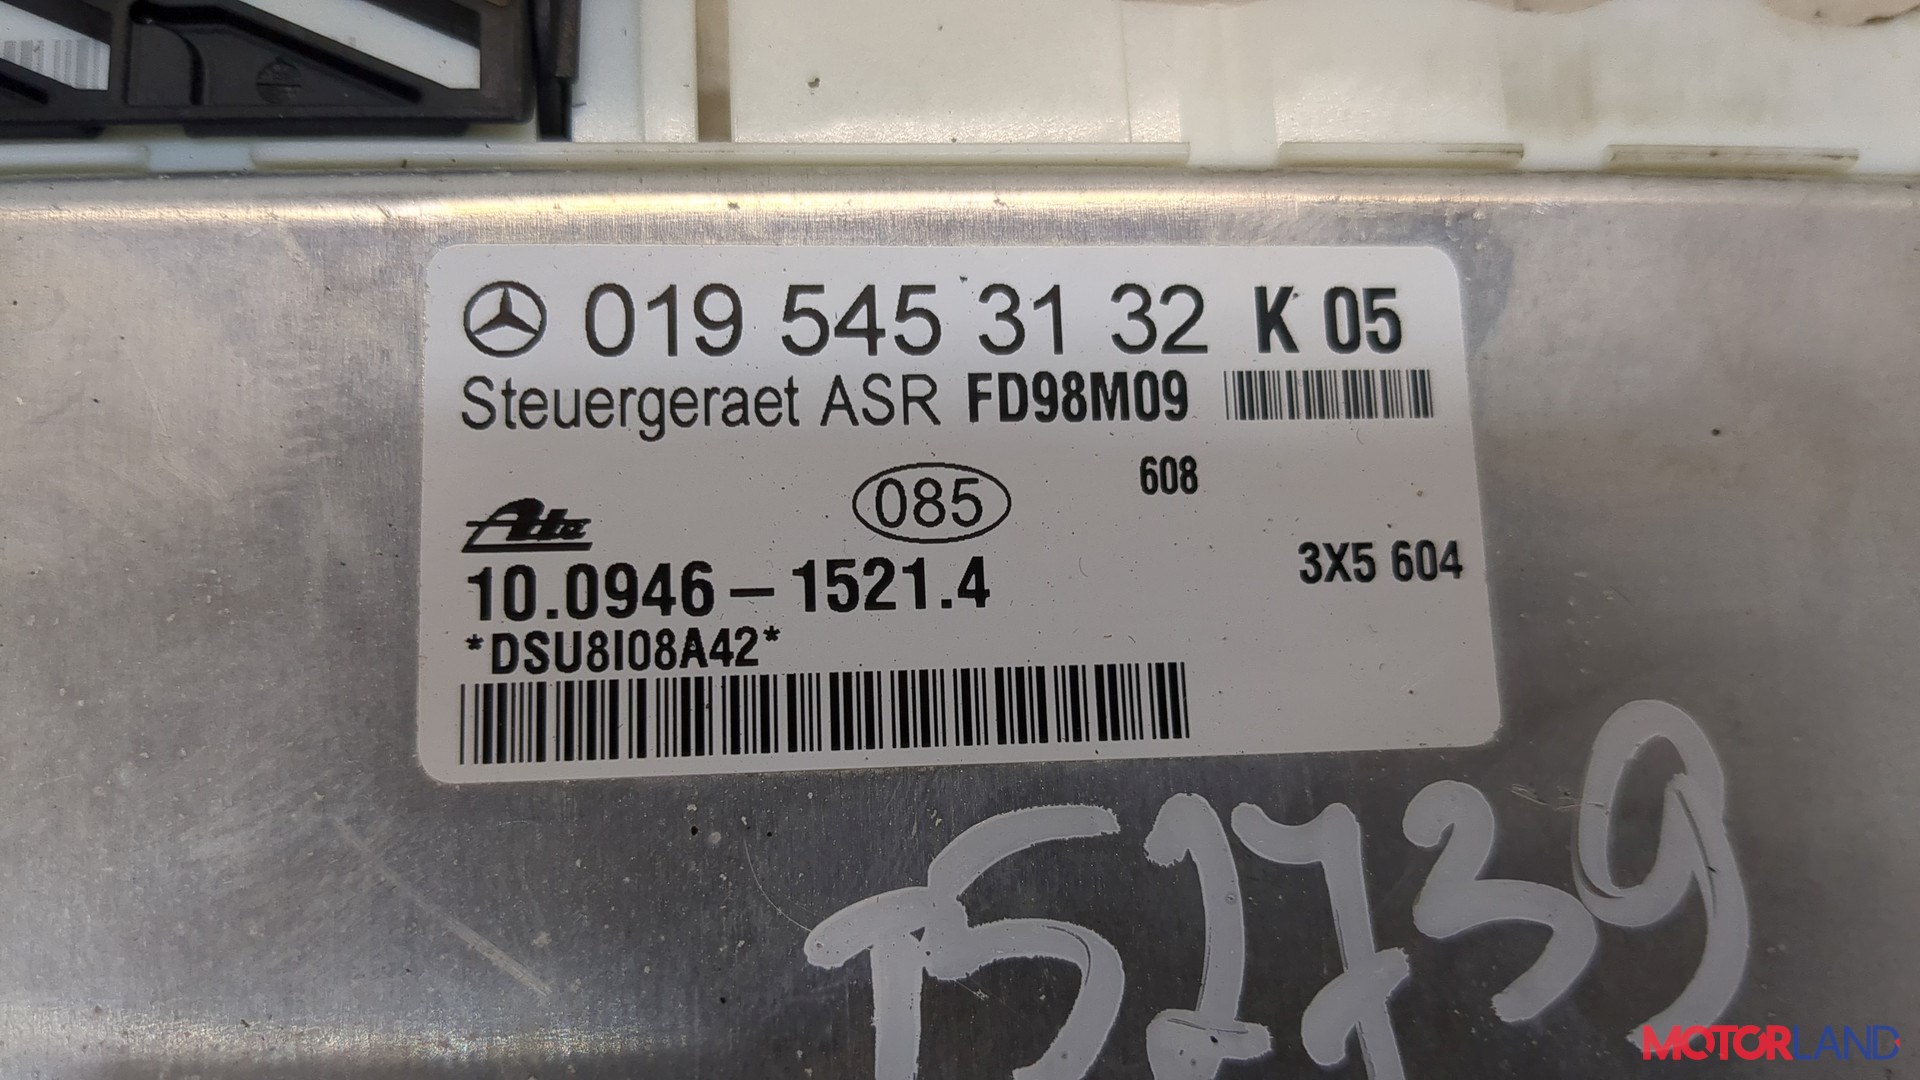 019 545 31 32 K 05
Steuergeraet ASR FD98M09
608
085
Ate
3X5 604
10.0946-1521.4
*DSU8I08A42*
MOTORLAND